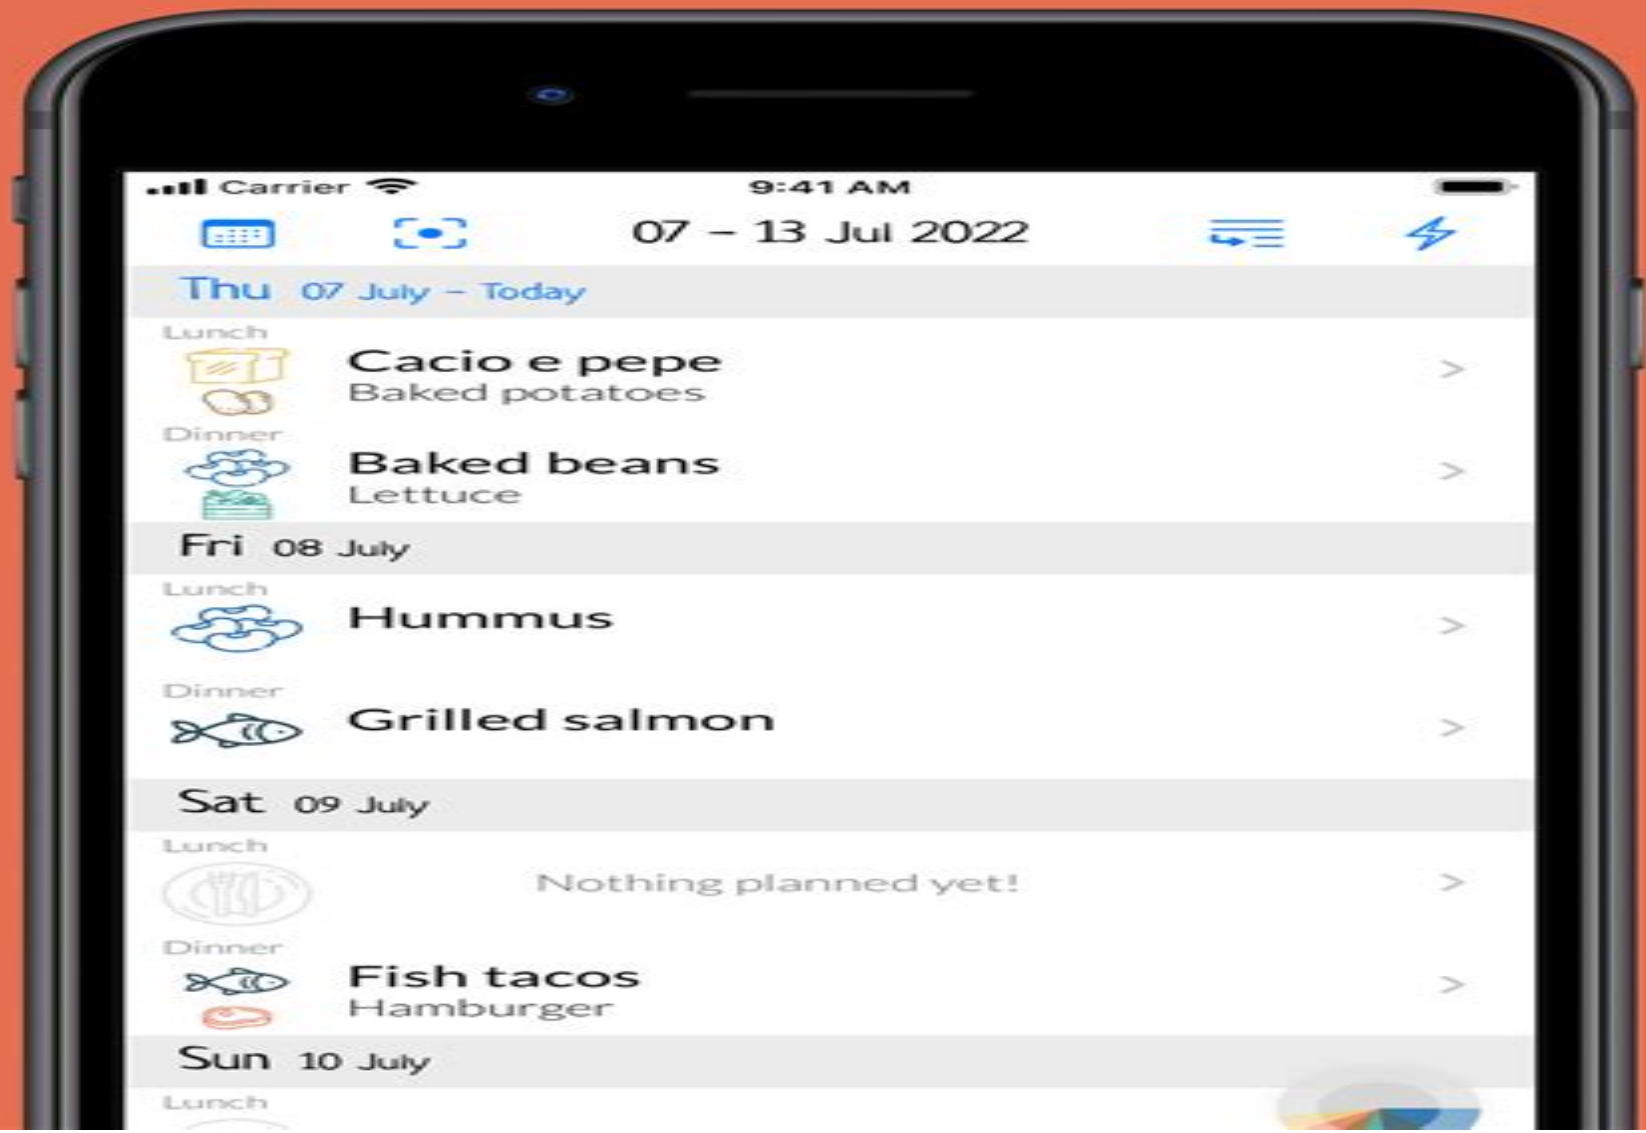 Carrier 9:41 AM
07 – 13 Jul 2022
Thu 07 July – Today
Lunch
Cacio e pepe
Baked potatoes
Dinner
Baked beans
Lettuce
Fri 08 July
Lunch
Hummus
Dinner
Grilled salmon
Sat 09 July
Lunch
Nothing planned yet!
Dinner
Fish tacos
Hamburger
Sun 10 July
Lunch